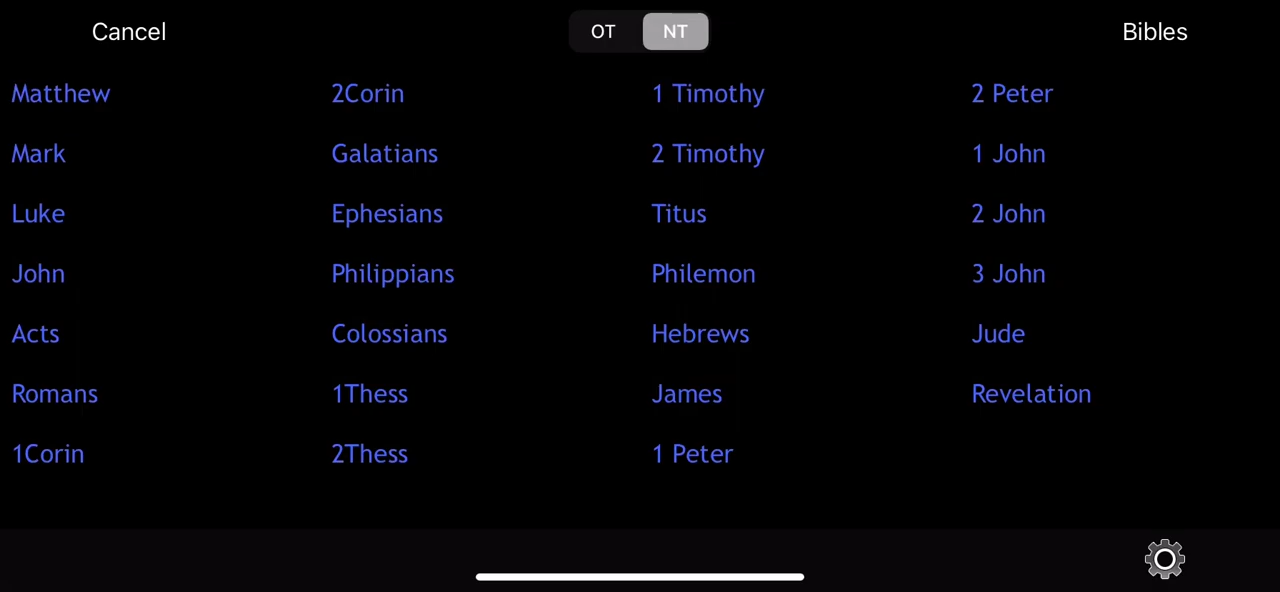 Cancel OT NT Bibles
Matthew 2Corin 1 Timothy 2 Peter
Mark Galatians 2 Timothy 1 John
Luke Ephesians Titus 2 John
John Philippians Philemon 3 John
Acts Colossians Hebrews Jude
Romans 1Thess James Revelation
1Corin 2Thess 1 Peter